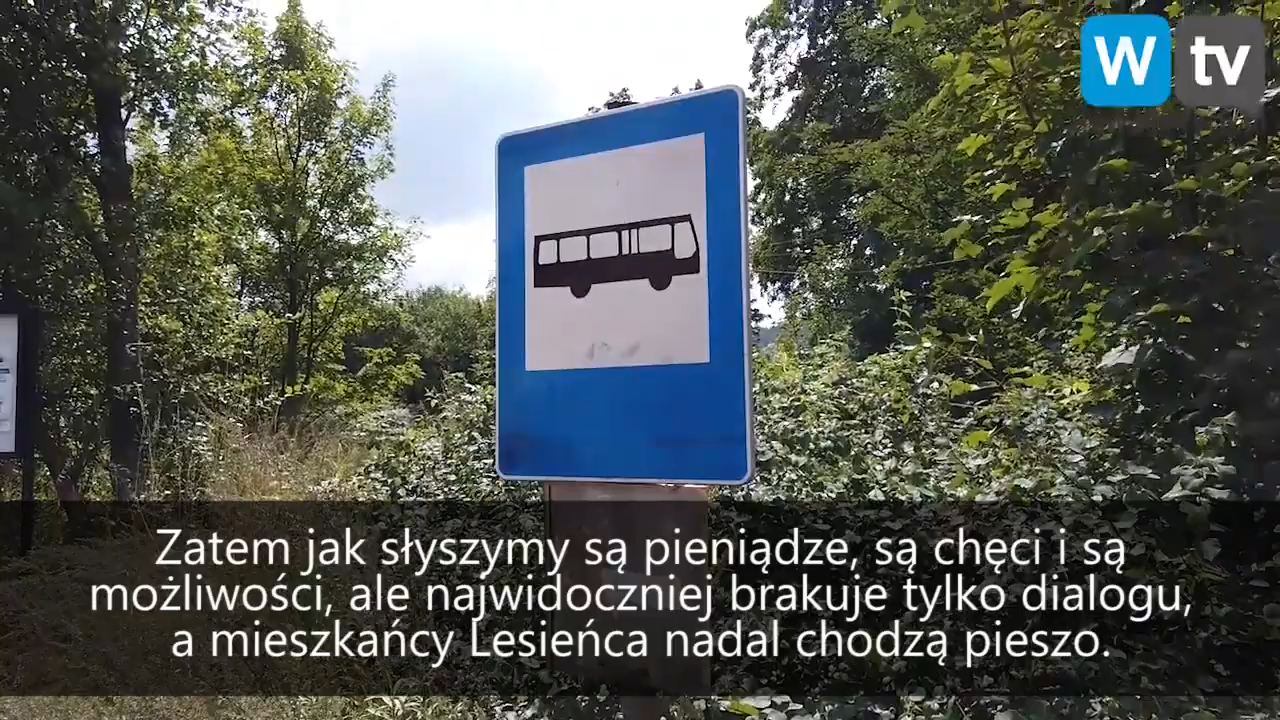 W tv
Zatem jak słyszymy są pieniądze, są chęci i są
możliwości, ale najwidoczniej brakuje tylko dialogu,
a mieszkańcy Lesieńca nadal chodzą pieszo.